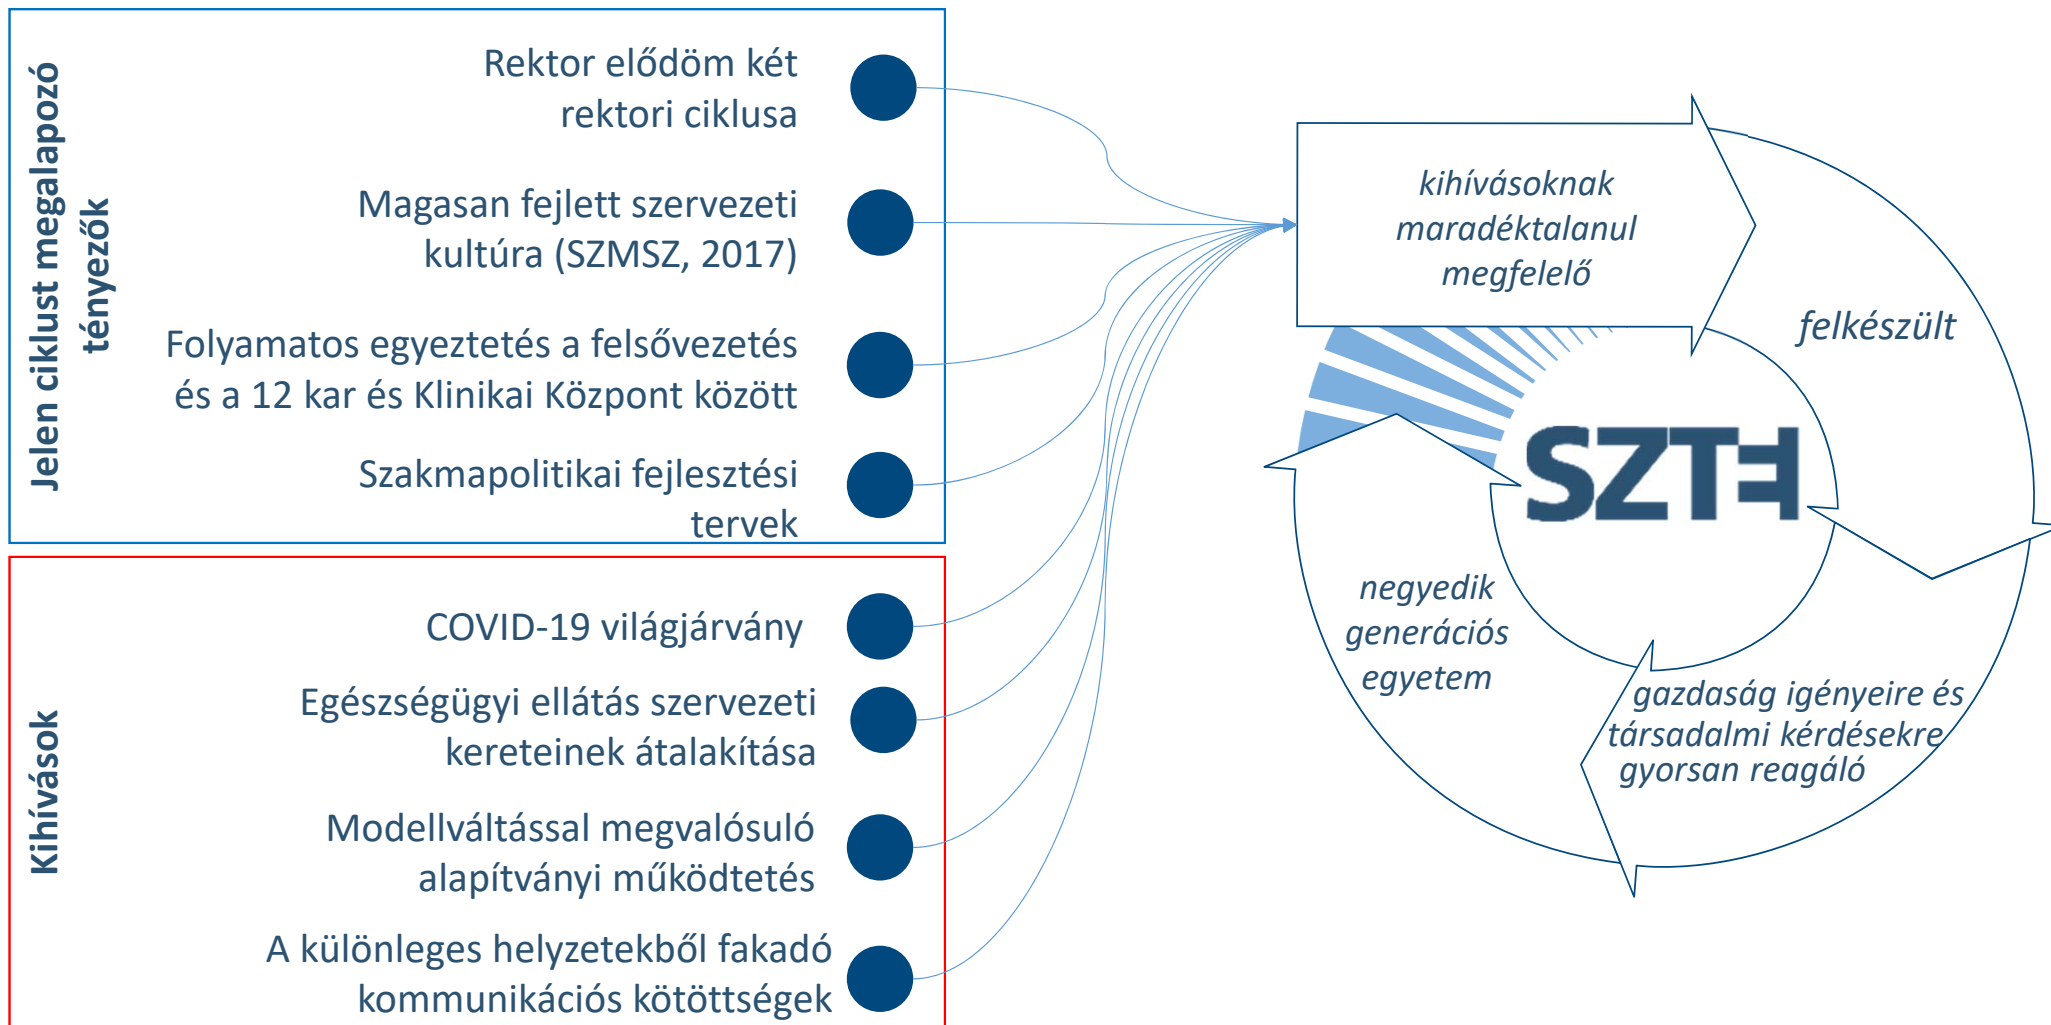 Jelen ciklust megalapozó
tényezők
Rektor elődöm két
rektori ciklusa
Magasan fejlett szervezeti
kultúra (SZMSZ, 2017)
Folyamatos egyeztetés a felsővezetés
és a 12 kar és Klinikai Központ között
Szakmapolitikai fejlesztési
tervek
Kihívások
COVID-19 világjárvány
Egészségügyi ellátás szervezeti
kereteinek átalakítása
Modellváltással megvalósuló
alapítványi működtetés
A különleges helyzetekből fakadó
kommunikációs kötöttségek
kihívásoknak
maradéktalanul
megfelelő
felkészült
gazdaság igényeire és
társadalmi kérdésekre
gyorsan reagáló
negyedik
generációs
egyetem
SZTE